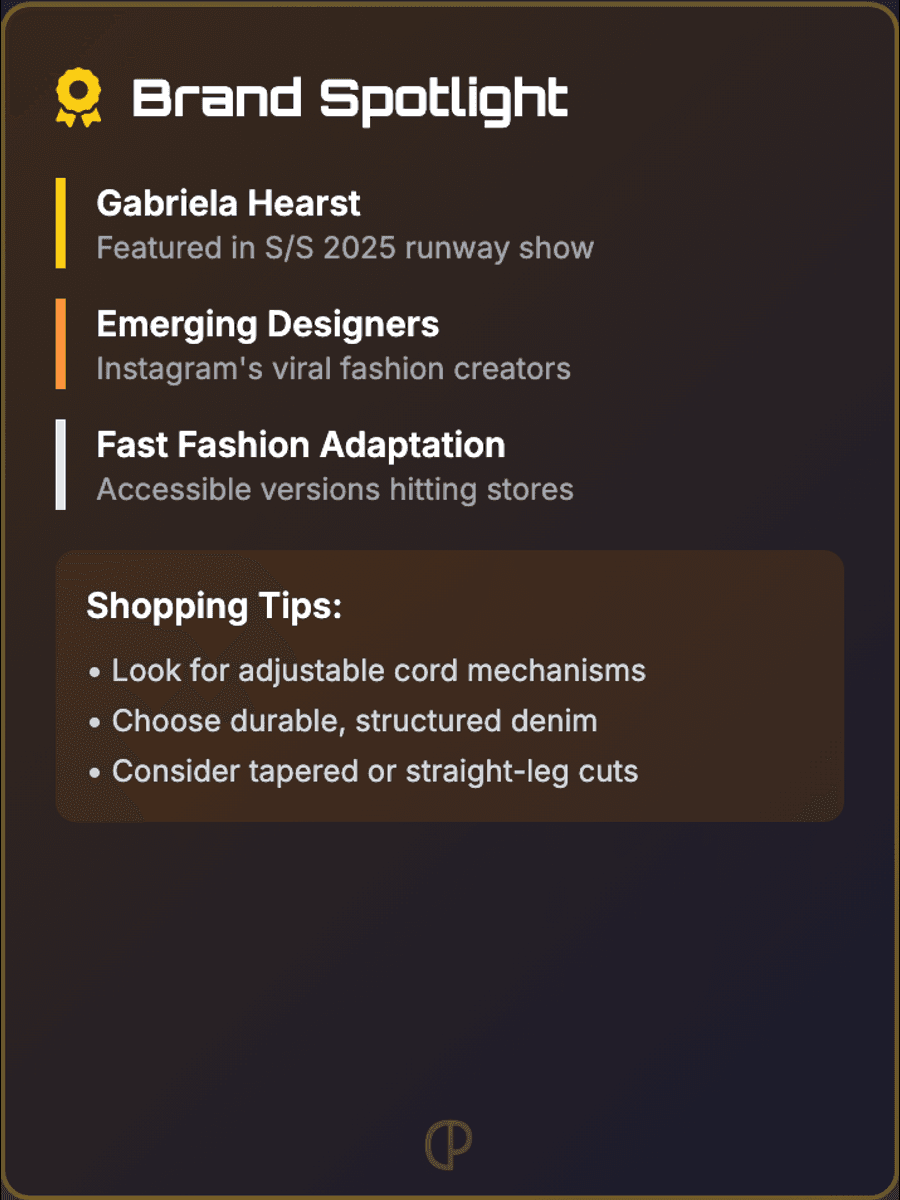 Brand Spotlight
Gabriela Hearst
Featured in S/S 2025 runway show
Emerging Designers
Instagram's viral fashion creators
Fast Fashion Adaptation
Accessible versions hitting stores
Shopping Tips:
• Look for adjustable cord mechanisms
• Choose durable, structured denim
• Consider tapered or straight-leg cuts